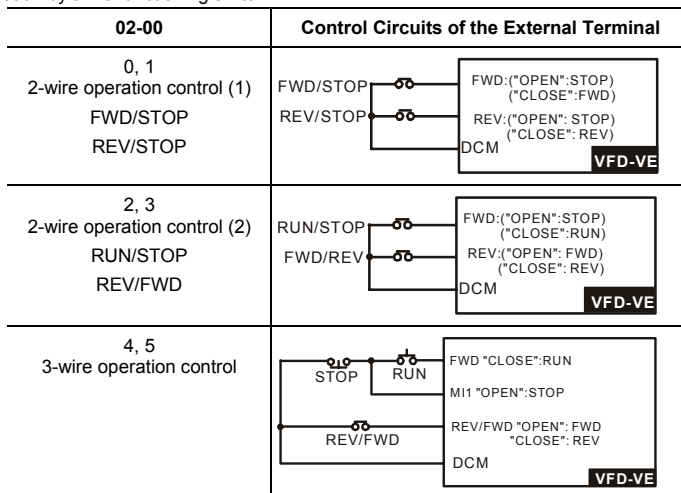 02-00
Control Circuits of the External Terminal
0, 1
2-wire operation control (1)
FWD/STOP
REV/STOP
FWD/STOP
REV/STOP
FWD:("OPEN":STOP)
("CLOSE":FWD)
REV:("OPEN": STOP)
("CLOSE": REV)
DCM
VFD-VE
2, 3
2-wire operation control (2)
RUN/STOP
REV/FWD
RUN/STOP
FWD/REV
FWD:("OPEN":STOP)
("CLOSE":RUN)
REV:("OPEN": FWD)
("CLOSE": REV)
DCM
VFD-VE
4, 5
3-wire operation control
STOP
RUN
REV/FWD
FWD "CLOSE":RUN
MI1 "OPEN":STOP
REV/FWD "OPEN": FWD
"CLOSE": REV
DCM
VFD-VE